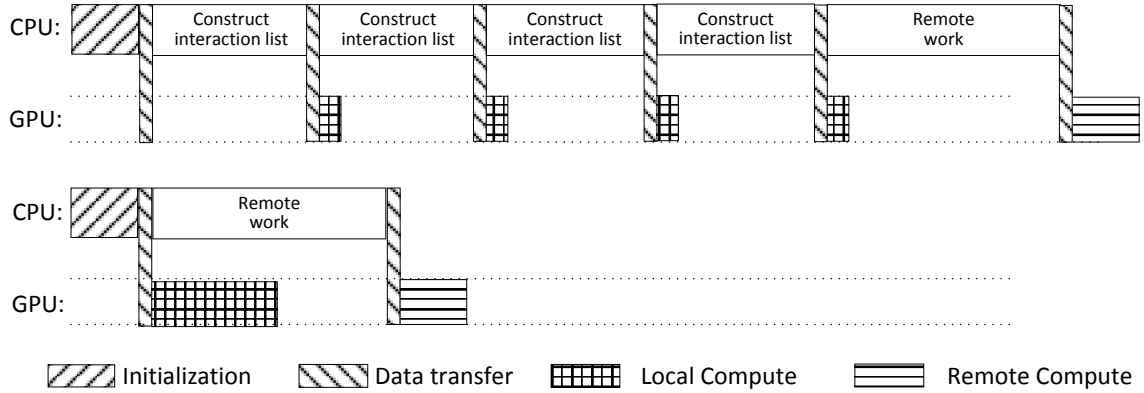 CPU:
Construct
interaction list
Construct
interaction list
Construct
interaction list
Construct
interaction list
Remote
work
GPU:
CPU:
Remote
work
GPU:
Initialization
Data transfer
Local Compute
Remote Compute